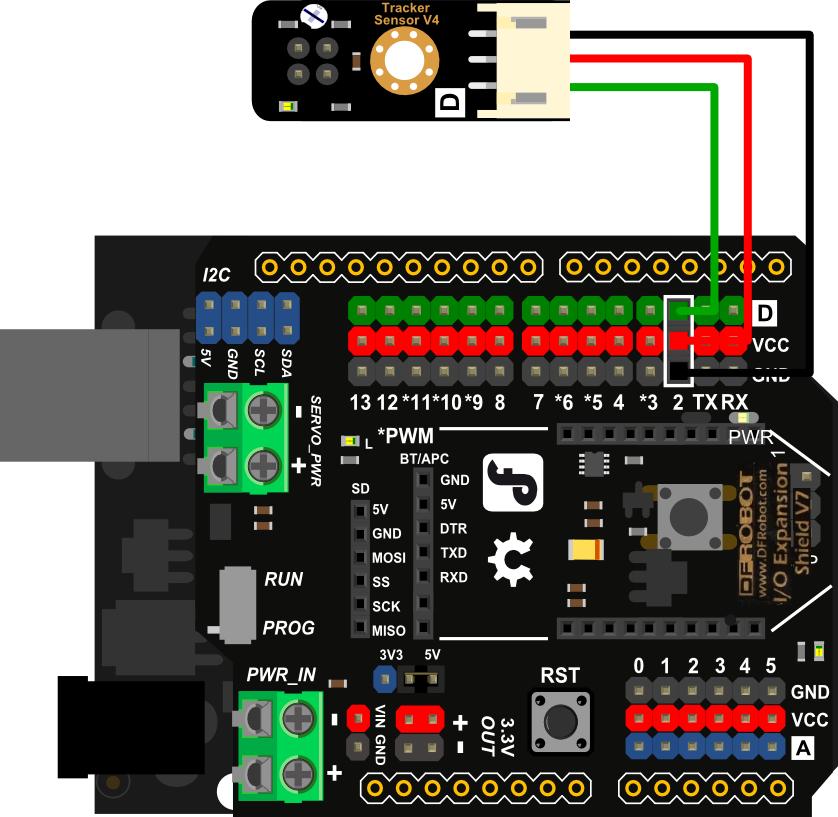 Tracker
Sensor V4
D
I2C
5V
GND
SCL
SDA
D
VCC
GND
13 12 *11 *10 *9 8 7 *6 *5 4 *3 2 TX RX
SERVO_PWR
-
+
*PWM
L
PWR
1
BT/APC
GND
5V
DTR
TXD
RXD
SD
5V
GND
MOSI
SS
SCK
MISO
DFROBOT
www.DFRobot.com
I/O Expansion
Shield V7
RUN
PROG
3V3
5V
PWR_IN
-
+
VIN GND
+
-
3.3V
OUT
RST
0 1 2 3 4 5
GND
VCC
A